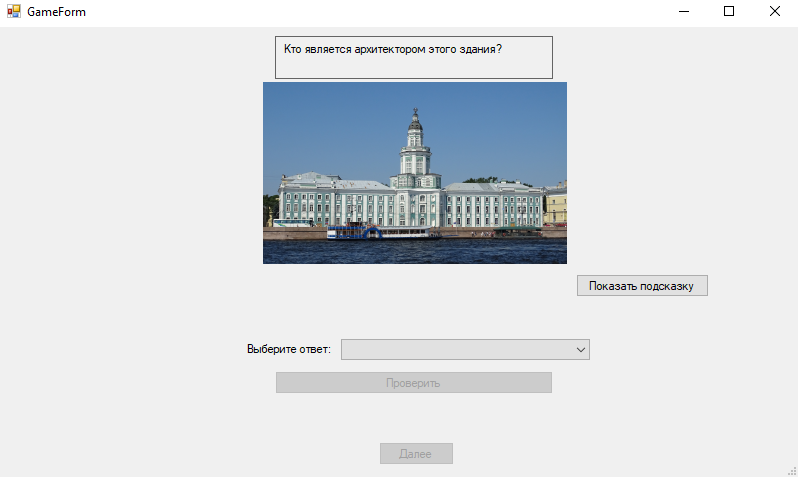 GameForm
Кто является архитектором этого здания?
Показать подсказку
Выберите ответ:
Проверить
Далее